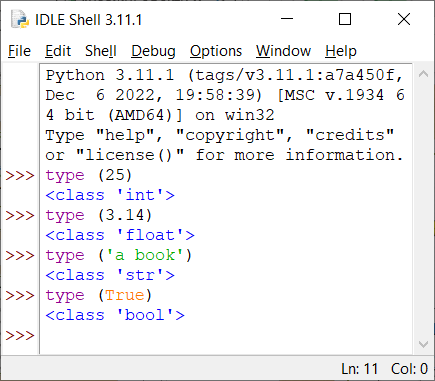 IDLE Shell 3.11.1
File Edit Shell Debug Options Window Help
Python 3.11.1 (tags/v3.11.1:a7a450f,
Dec  6 2022, 19:58:39) [MSC v.1934 6
4 bit (AMD64)] on win32
Type "help", "copyright", "credits"
or "license()" for more information.
>>> type (25)
<class 'int'>
>>> type (3.14)
<class 'float'>
>>> type ('a book')
<class 'str'>
>>> type (True)
<class 'bool'>
>>>
Ln: 11 Col: 0